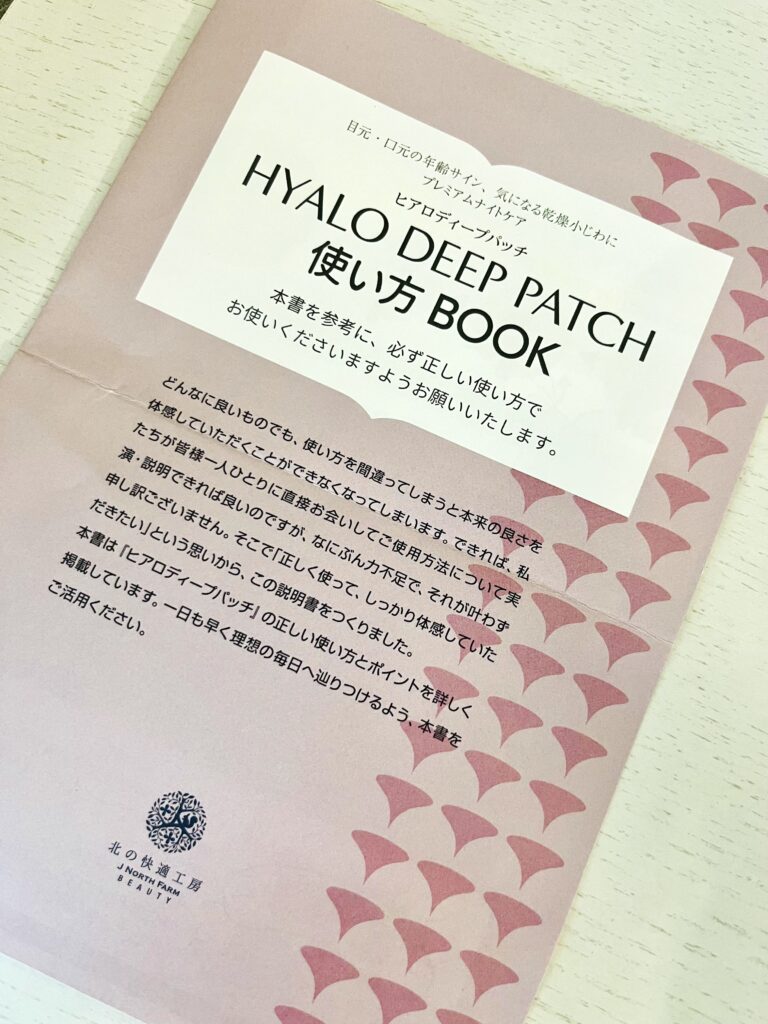 目元・口元の年齢サイン、気になる乾燥小じわに
プレミアムナイトケア
ヒアロディープパッチ
HYALO DEEP PATCH
使い方 BOOK
本書を参考に、必ず正しい使い方で
お使いくださいますようお願いいたします。
どんなに良いものでも、使い方を間違ってしまうと本来の良さを
体感していただくことができなくなってしまいます。できれば、私
たちが皆様一人ひとりに直接お会いしてご使用方法について実
演・説明できれば良いのですが、なにぶん力不足で、それが叶わず
申し訳ございません。そこで「正しく使って、しっかり体感していた
だきたい」という思いから、この説明書をつくりました。
本書は『ヒアロディープパッチ』の正しい使い方とポイントを詳しく
掲載しています。一日も早く理想の毎日へ辿りつけるよう、本書を
ご活用ください。
北の快適工房
J NORTH FARM
BEAUTY